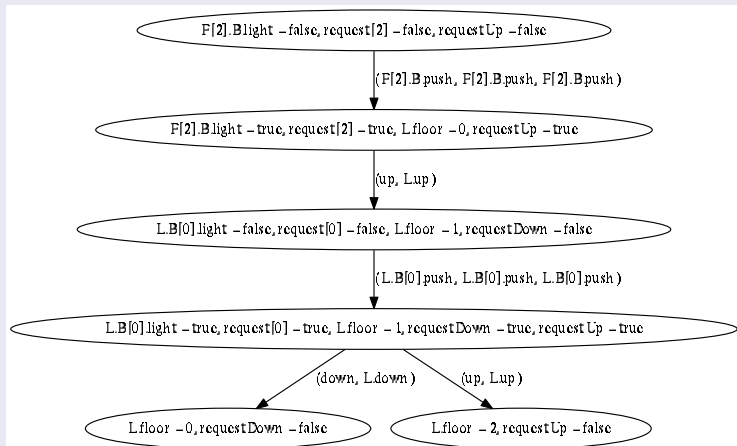 F[2].B.light = false, request[2] = false, requestUp = false
(F[2].B.push, F[2].B.push, F[2].B.push)
F[2].B.light = true, request[2] = true, L.floor = 0, requestUp = true
(up, L.up)
L.B[0].light = false, request[0] = false, L.floor = 1, requestDown = false
(L.B[0].push, L.B[0].push, L.B[0].push)
L.B[0].light = true, request[0] = true, L.floor = 1, requestDown = true, requestUp = true
(down, L.down)
(up, L.up)
L.floor = 0, requestDown = false
L.floor = 2, requestUp = false